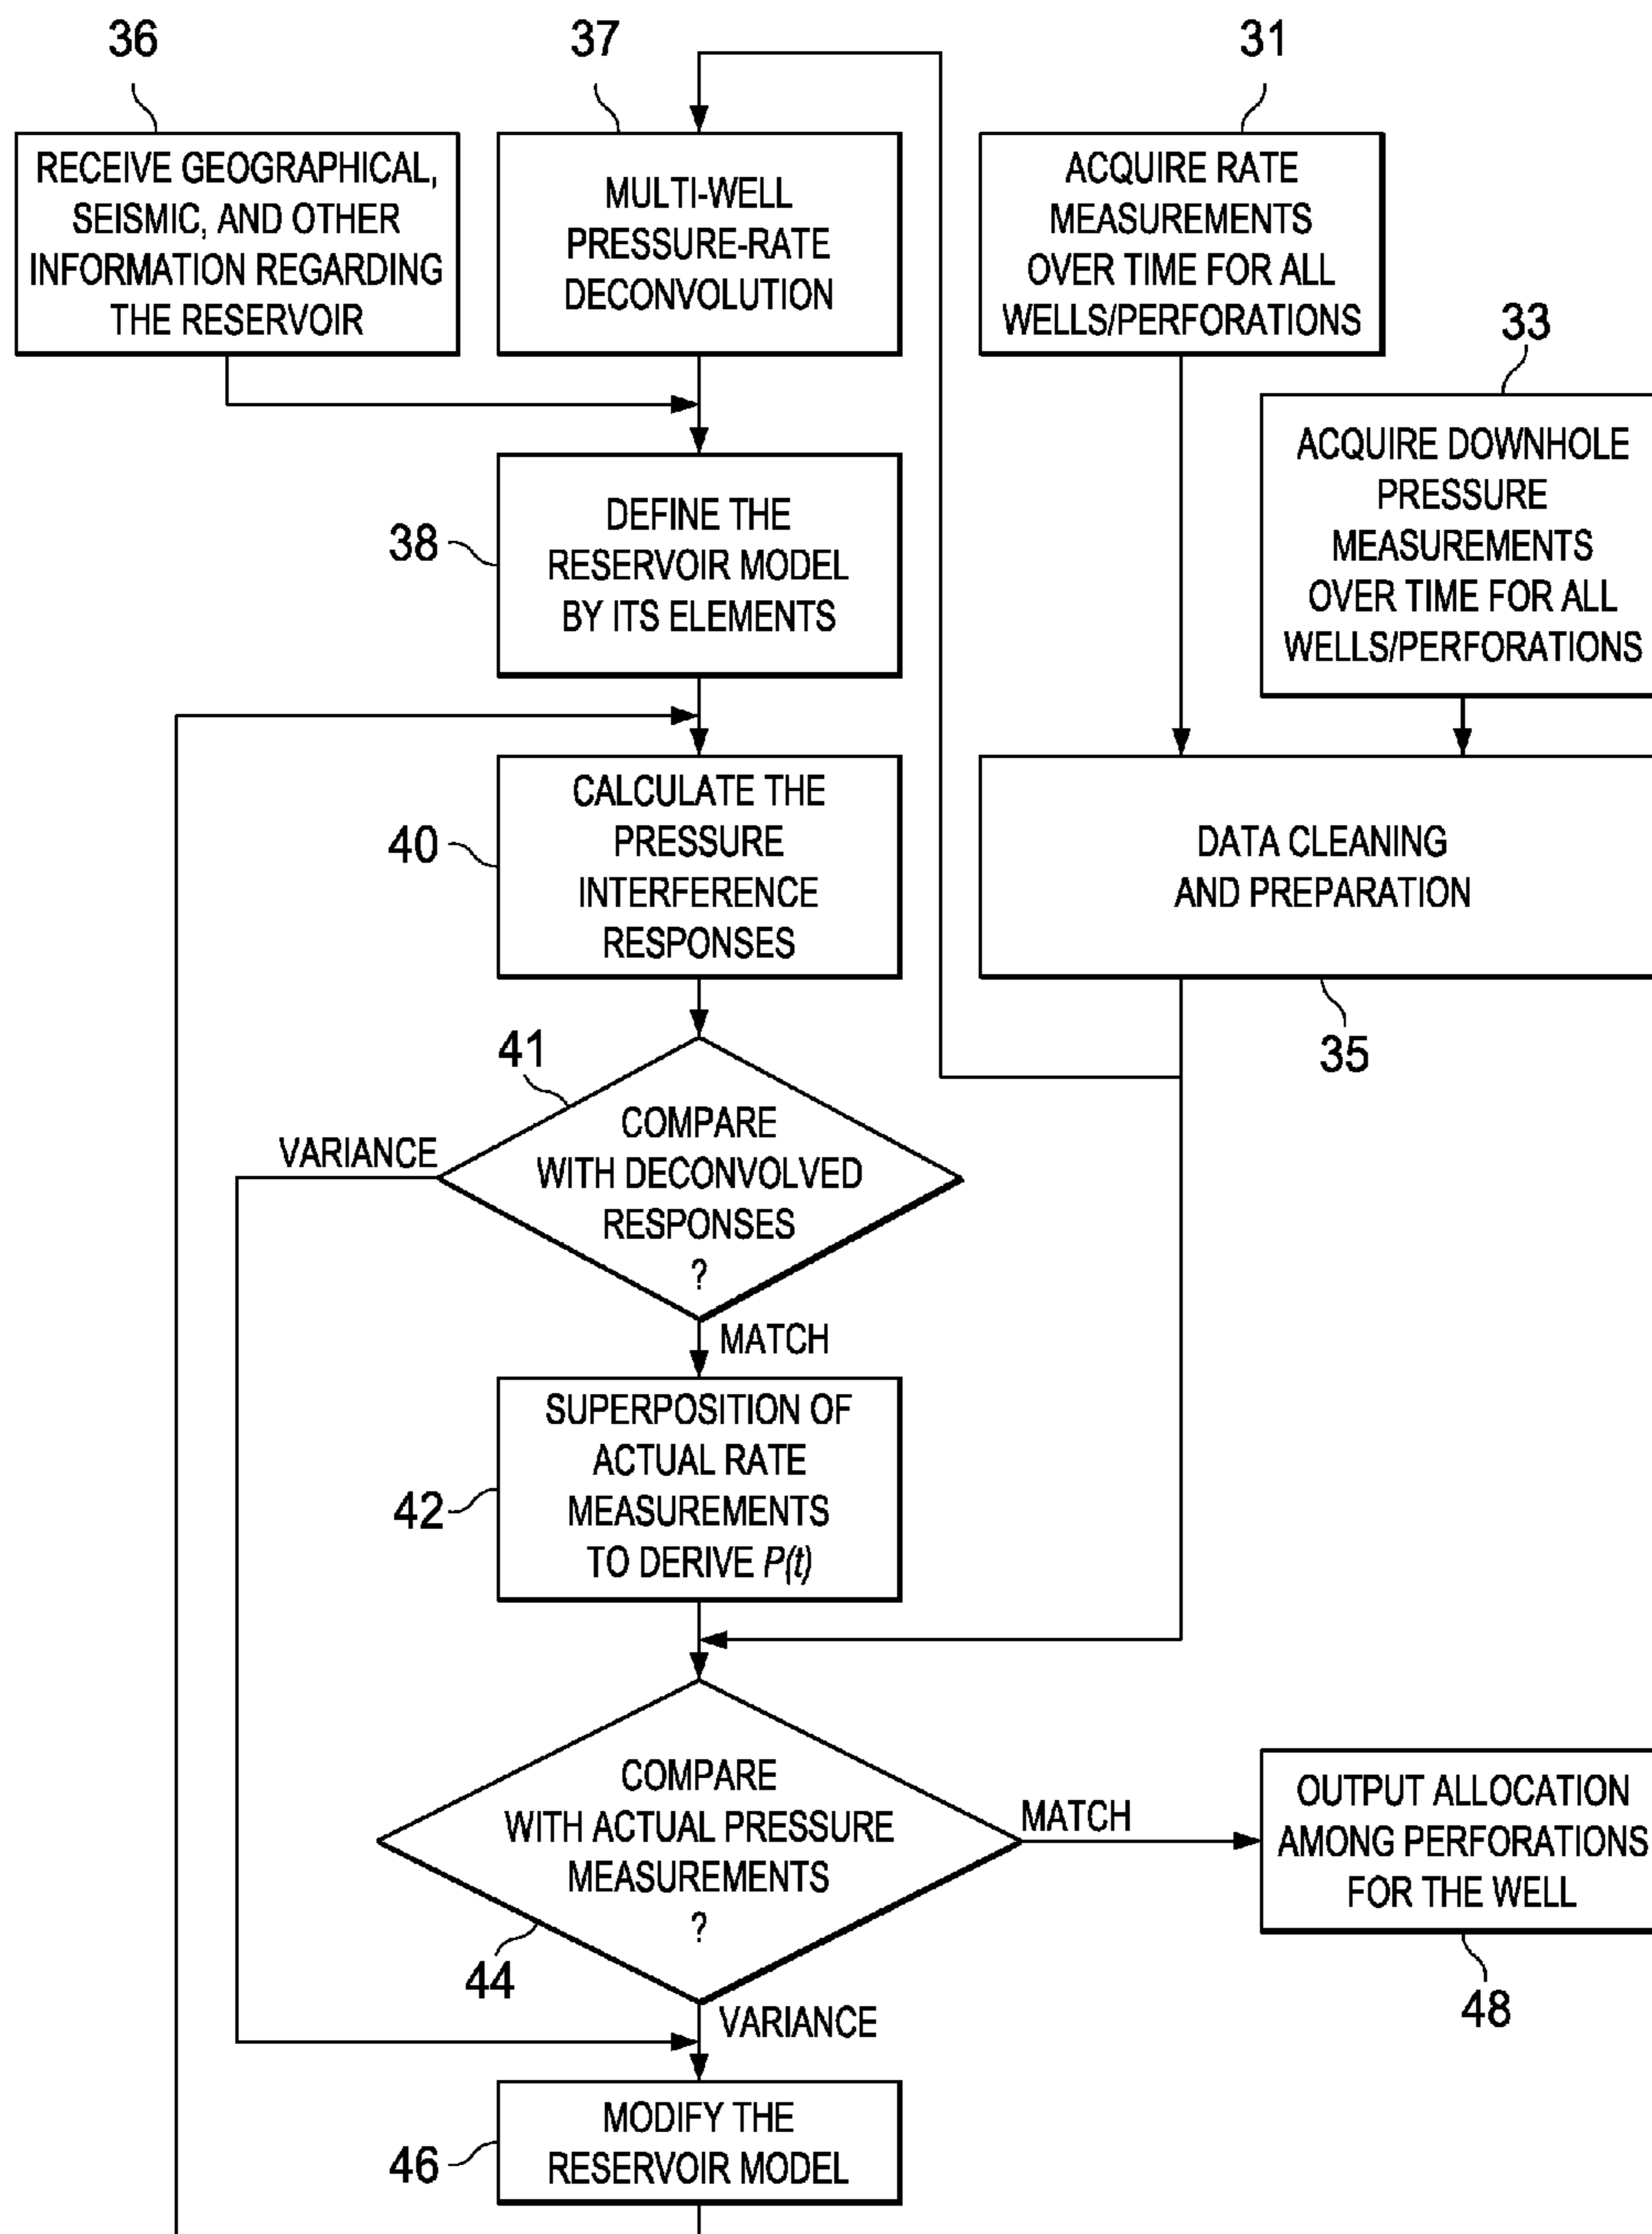 36
37
31
RECEIVE GEOGRAPHICAL,
SEISMIC, AND OTHER
INFORMATION REGARDING
THE RESERVOIR
MULTI-WELL
PRESSURE-RATE
DECONVOLUTION
ACQUIRE RATE
MEASUREMENTS
OVER TIME FOR ALL
WELLS/PERFORATIONS
33
ACQUIRE DOWNHOLE
PRESSURE
MEASUREMENTS
OVER TIME FOR ALL
WELLS/PERFORATIONS
38
DEFINE THE
RESERVOIR MODEL
BY ITS ELEMENTS
40
CALCULATE THE
PRESSURE
INTERFERENCE
RESPONSES
DATA CLEANING
AND PREPARATION
35
41
VARIANCE
COMPARE
WITH DECONVOLVED
RESPONSES
?
MATCH
42
SUPERPOSITION OF
ACTUAL RATE
MEASUREMENTS
TO DERIVE P(t)
COMPARE
WITH ACTUAL PRESSURE
MEASUREMENTS
?
44
MATCH
OUTPUT ALLOCATION
AMONG PERFORATIONS
FOR THE WELL
48
VARIANCE
46
MODIFY THE
RESERVOIR MODEL